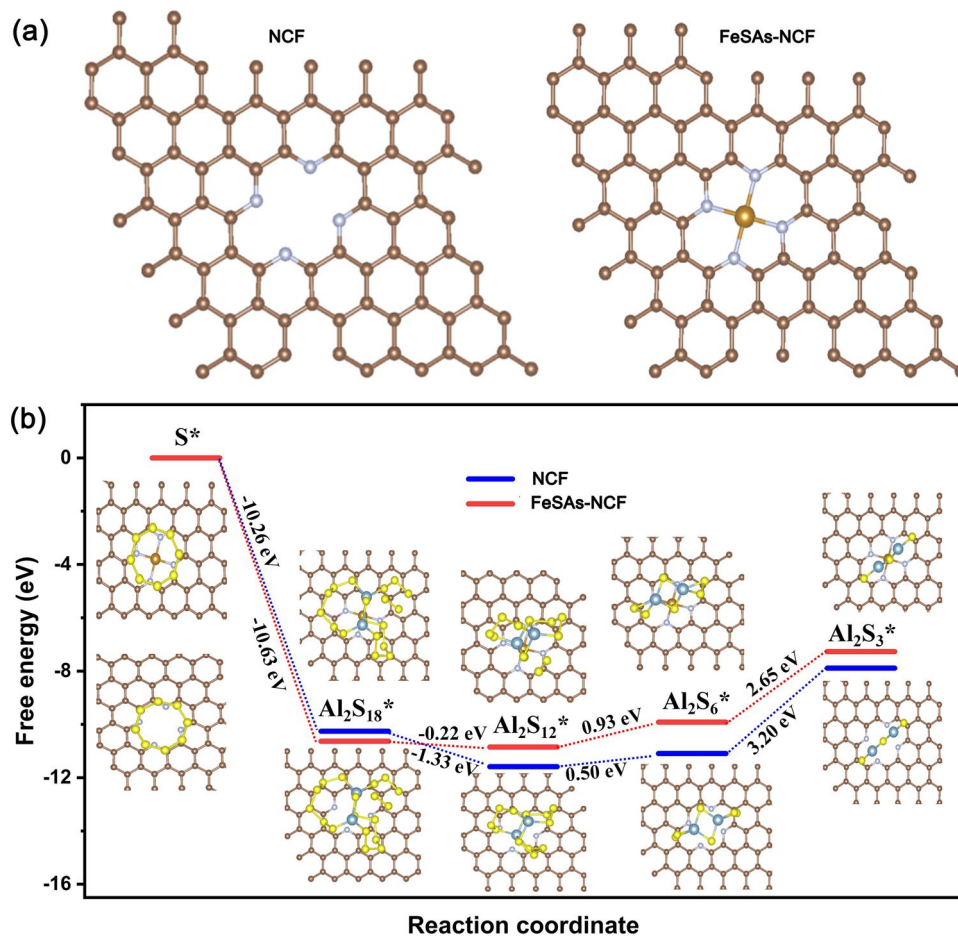 (a)
NCF
FeSAs-NCF
(b)
S*
0
-4
-8
-12
-16
Free energy (eV)
NCF
FeSAs-NCF
-10.26 eV
-10.63 eV
Al₂S₁₈*
-0.22 eV
-1.33 eV
Al₂S₁₂*
0.93 eV
0.50 eV
Al₂S₆*
2.65 eV
3.20 eV
Al₂S₃*
Reaction coordinate